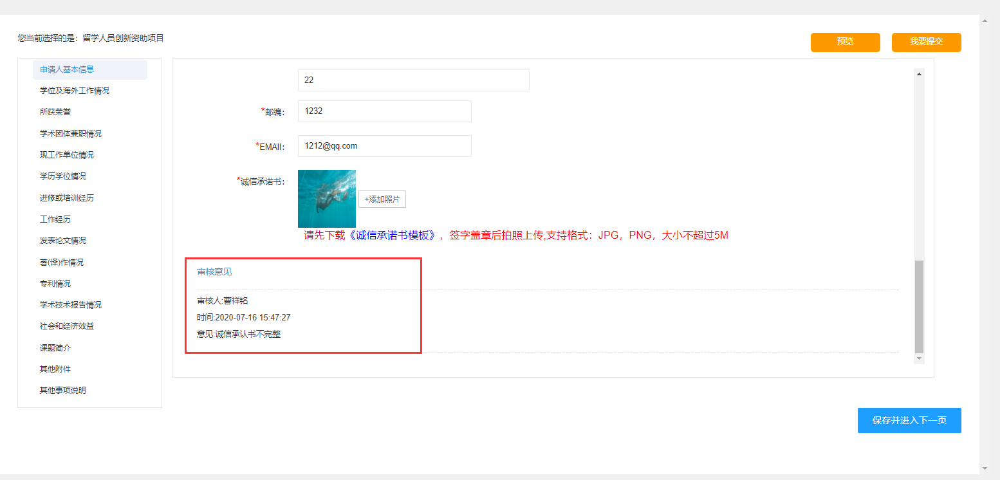 您当前选择的是：留学人员创新资助项目
预览
我要提交
申请人基本信息
学位及海外工作情况
所获荣誉
学术团体兼职情况
现工作单位情况
学历学位情况
进修或培训经历
工作经历
发表论文情况
著(译)作情况
专利情况
学术技术报告情况
社会和经济效益
课题简介
其他附件
其他事项说明
22
*邮编：
1232
*EMAIl：
1212@qq.com
*诚信承诺书：
+添加照片
请先下载《诚信承诺书模板》，签字盖章后拍照上传,支持格式：JPG，PNG，大小不超过5M
审核意见
审核人:曹祥铭
时间:2020-07-16 15:47:27
意见:诚信承认书不完整
保存并进入下一页